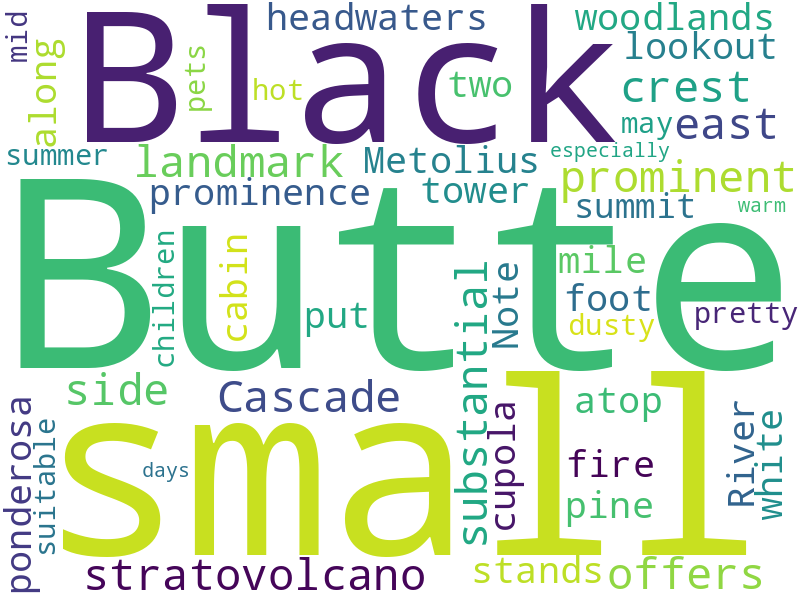 mid
headwaters
woodlands
Black
along
pets
hot
two
lookout
crest
may
east
summer
landmark
Metolius
especially
prominence
tower
prominent
summit
warm
Butte
children
cabin
put
substantial
Note
mile
foot
dusty
pretty
side
Cascade
small
atop
ponderosa
suitable
days
cupola
fire
pine
River
white
stratovolcano
stands
offers